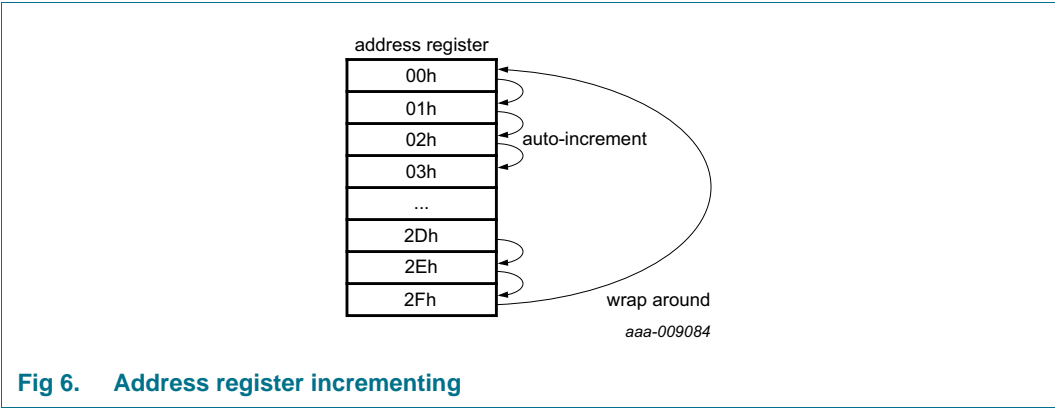 address register
00h
01h
02h
auto-increment
03h
...
2Dh
2Eh
2Fh
wrap around
aaa-009084
Fig 6. Address register incrementing